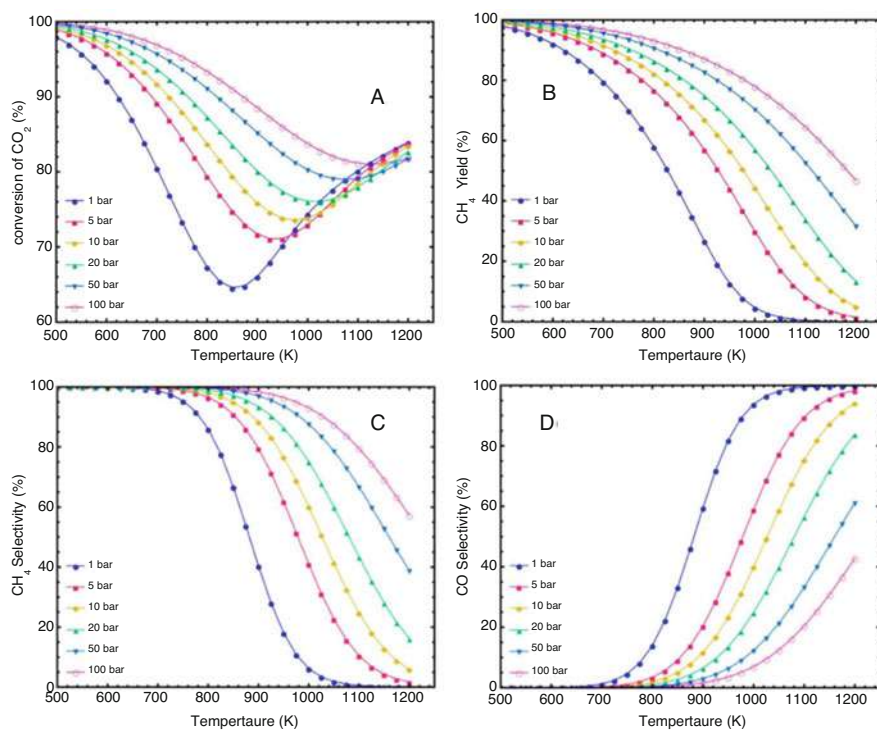 100
90
80
70
60
conversion of CO2 (%)
A
1 bar
5 bar
10 bar
20 bar
50 bar
100 bar
500 600 700 800 900 1000 1100 1200
Tempertaure (K)
100
80
60
40
20
0
CH4 Yield (%)
B
1 bar
5 bar
10 bar
20 bar
50 bar
100 bar
500 600 700 800 900 1000 1100 1200
Tempertaure (K)
100
80
60
40
20
0
CH4 Selectivity (%)
C
1 bar
5 bar
10 bar
20 bar
50 bar
100 bar
500 600 700 800 900 1000 1100 1200
Tempertaure (K)
100
80
60
40
20
0
CO Selectivity (%)
D
1 bar
5 bar
10 bar
20 bar
50 bar
100 bar
500 600 700 800 900 1000 1100 1200
Tempertaure (K)